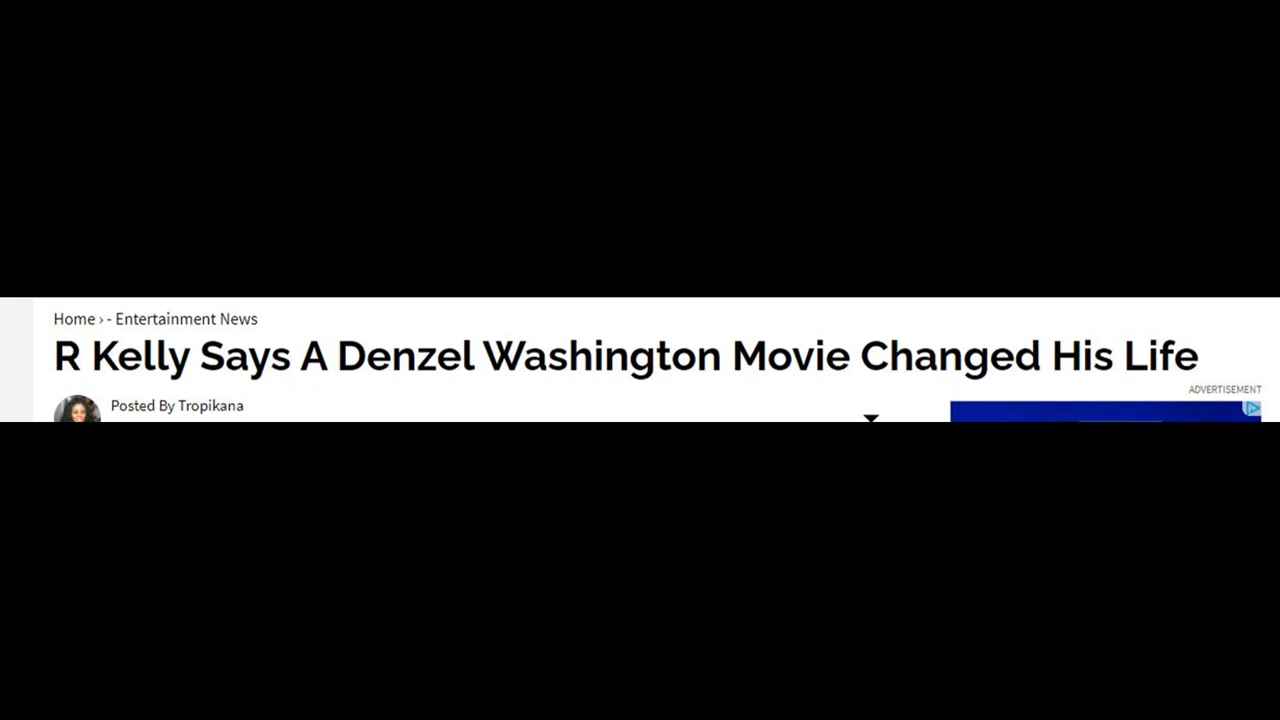 Home › - Entertainment News
R Kelly Says A Denzel Washington Movie Changed His Life
ADVERTISEMENT
Posted By Tropikana